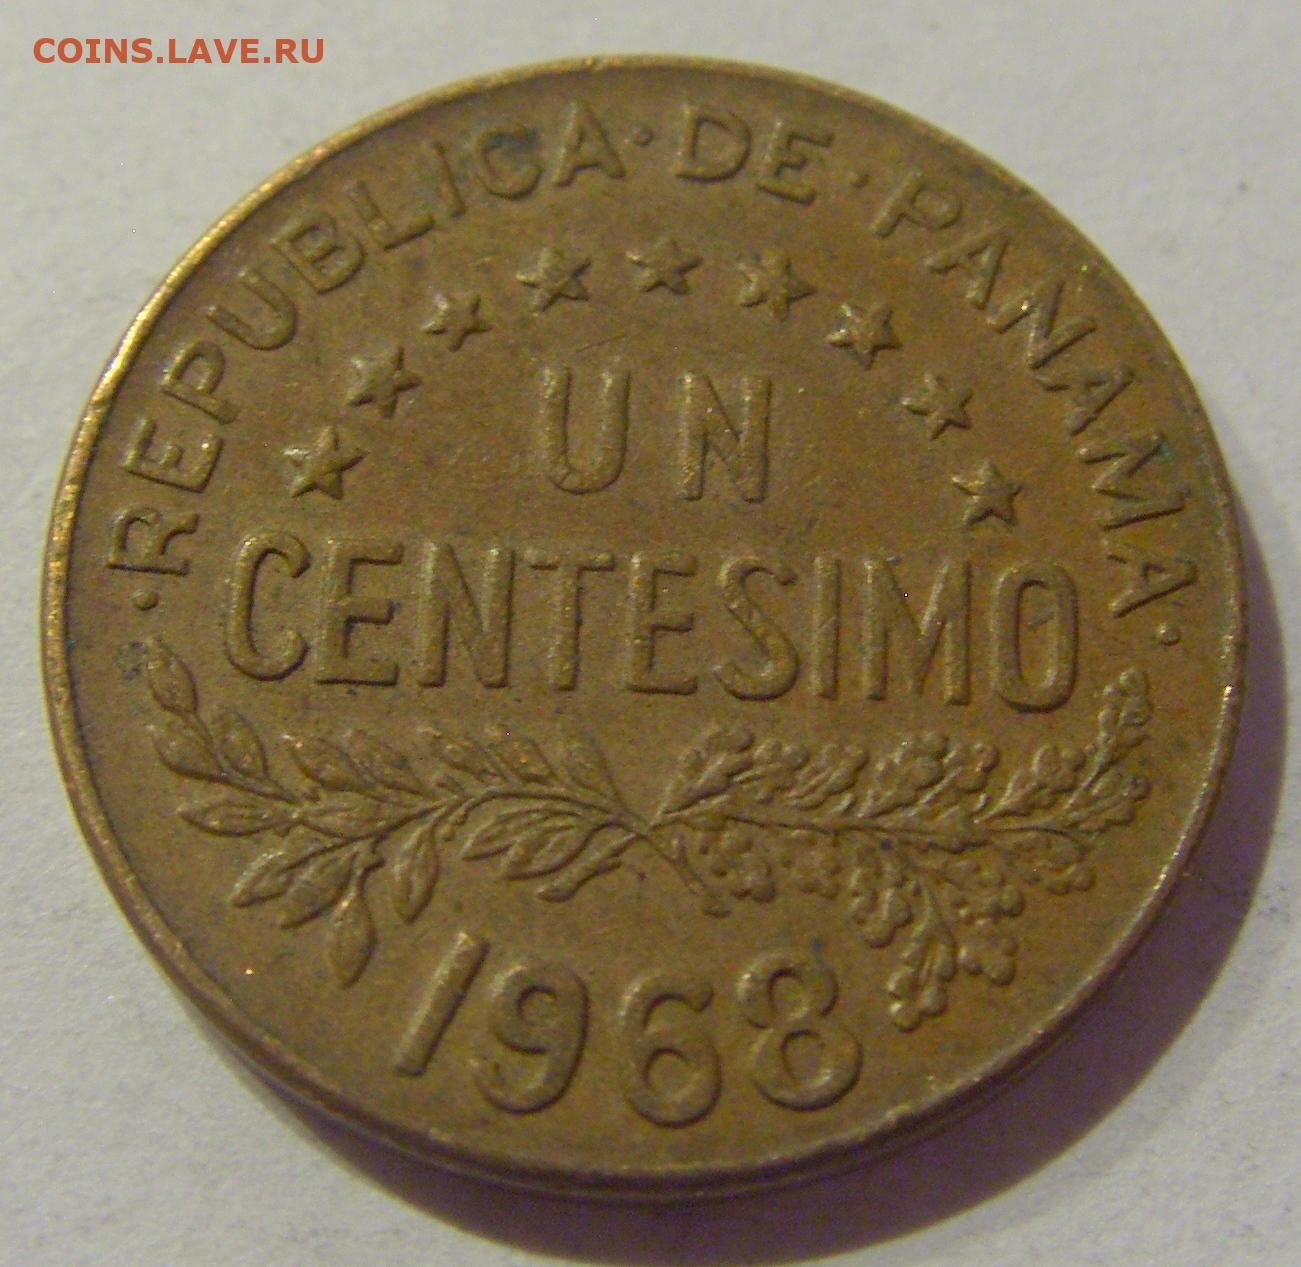 COINS.LAVE.RU
·REPUBLICA·DE·PANAMA·
UN
CENTESIMO
1968